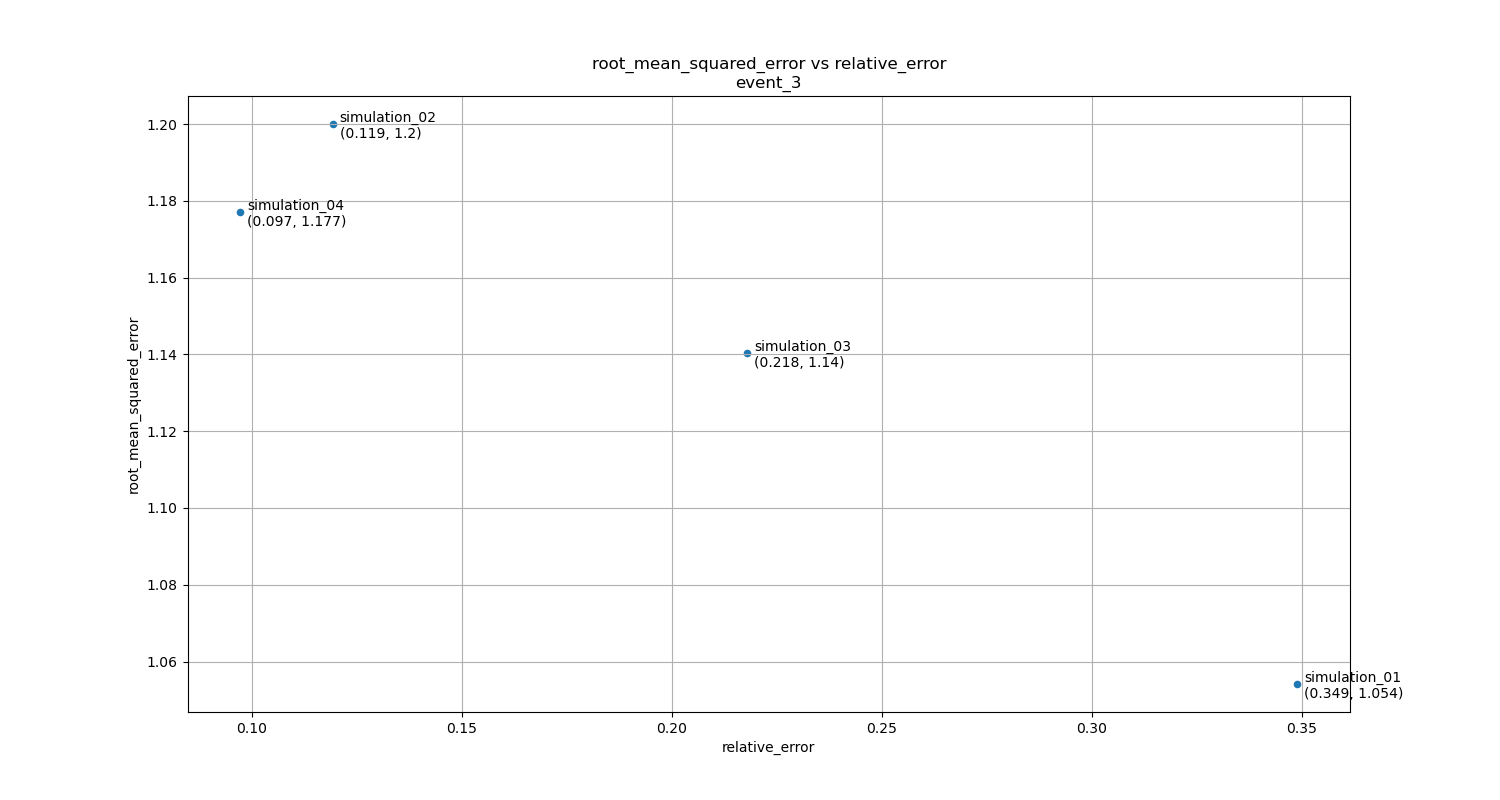 root_mean_squared_error vs relative_error
event_3
root_mean_squared_error
1.20
1.18
1.16
1.14
1.12
1.10
1.08
1.06
simulation_02
(0.119, 1.2)
simulation_04
(0.097, 1.177)
simulation_03
(0.218, 1.14)
simulation_01
(0.349, 1.054)
0.10
0.15
0.20
0.25
0.30
0.35
relative_error